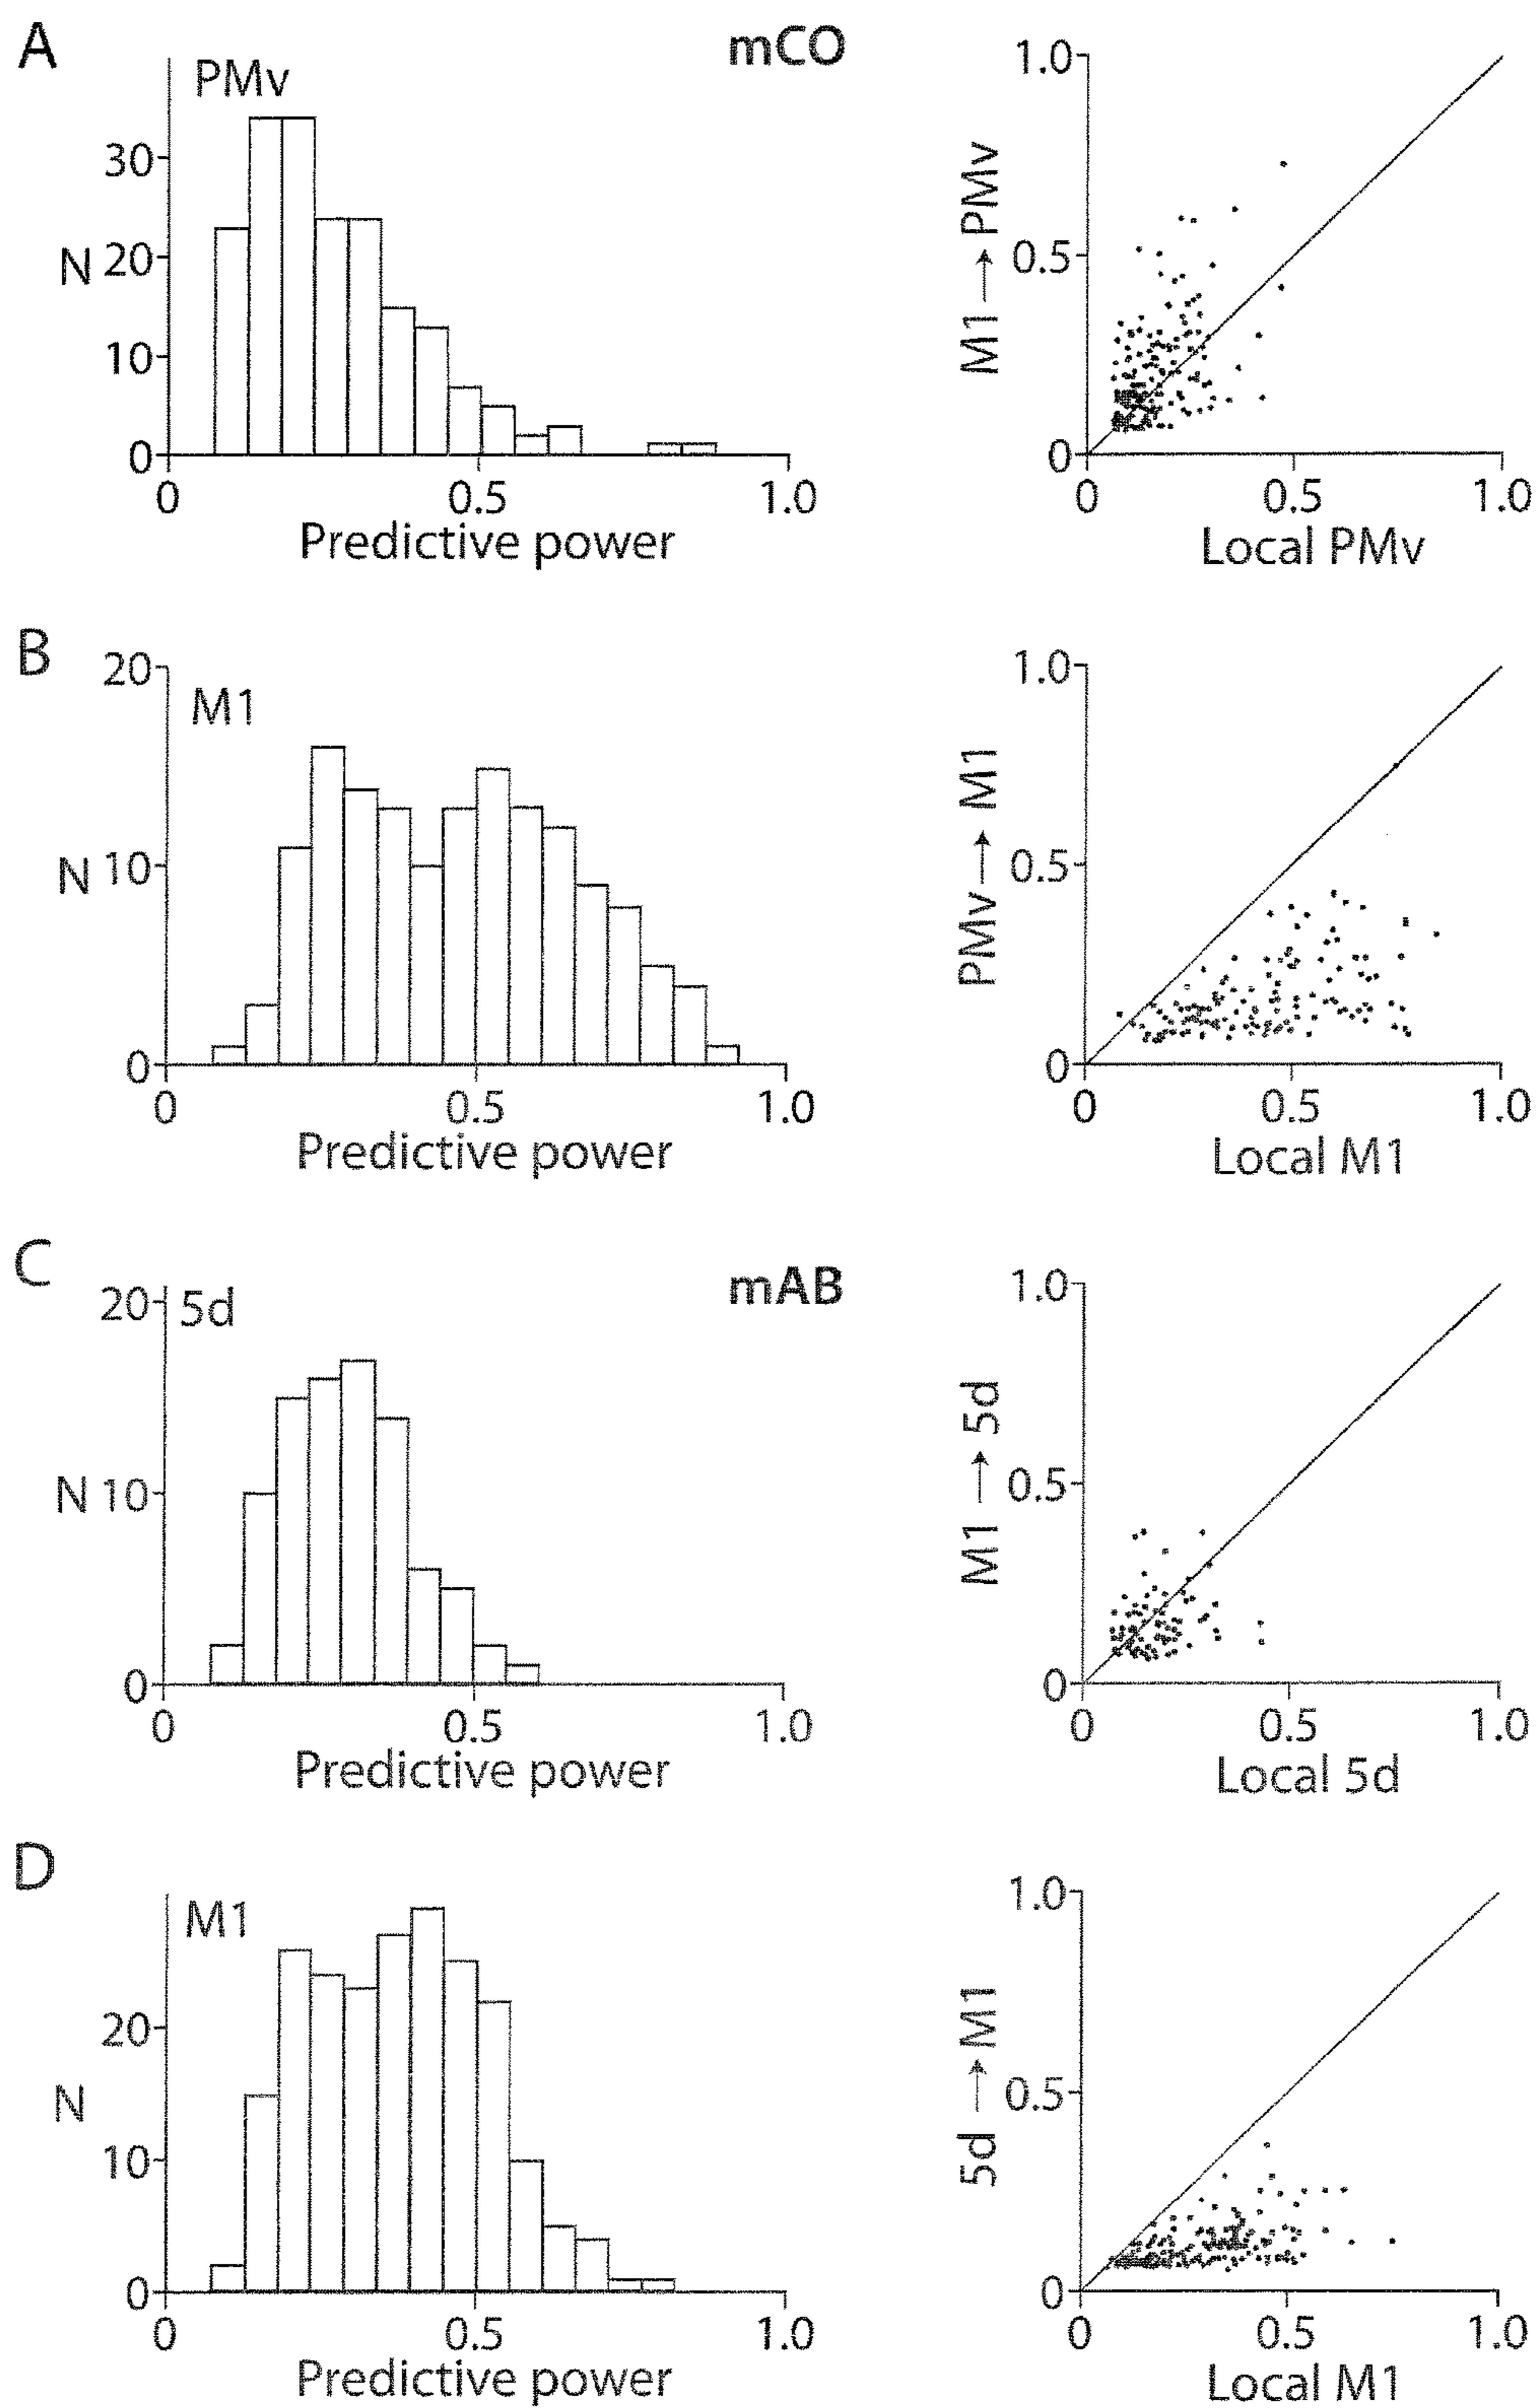 A
mCO
PMv
30
20
10
0
N
0 0.5 1.0
Predictive power
1.0
0.5
0
M1 → PMv
0 0.5 1.0
Local PMv
B
M1
20
10
0
N
0 0.5 1.0
Predictive power
1.0
0.5
0
PMv → M1
0 0.5 1.0
Local M1
C
mAB
5d
20
10
0
N
0 0.5 1.0
Predictive power
1.0
0.5
0
M1 → 5d
0 0.5 1.0
Local 5d
D
M1
20
10
0
N
0 0.5 1.0
Predictive power
1.0
0.5
0
5d → M1
0 0.5 1.0
Local M1